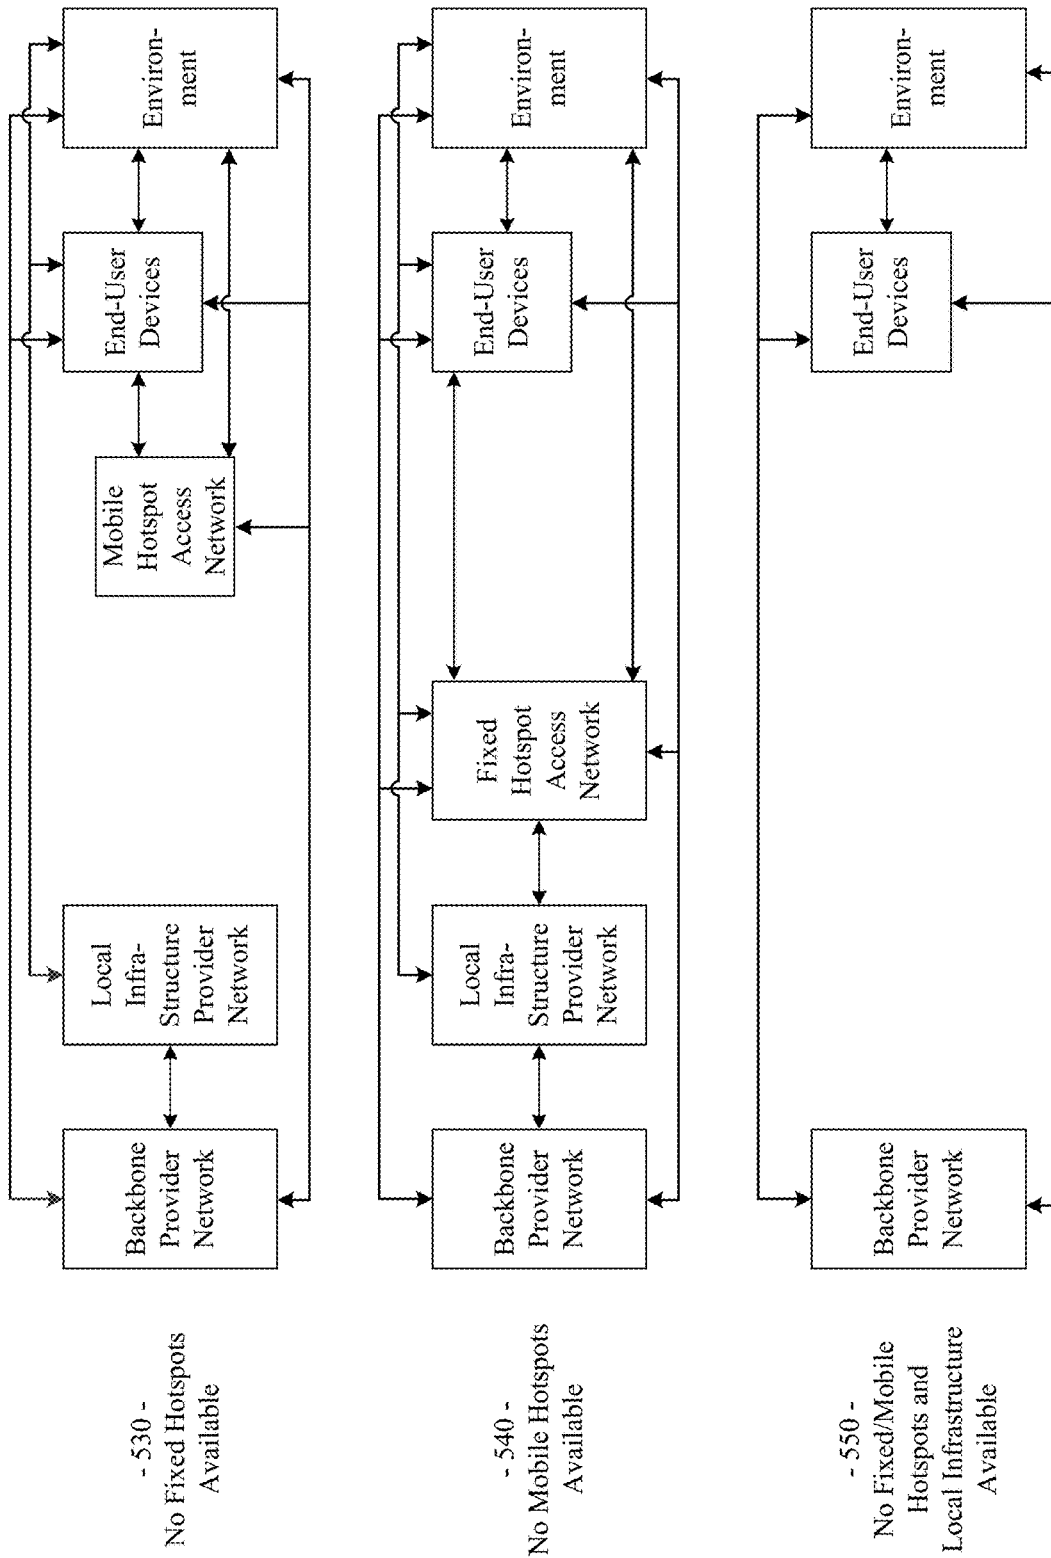 - 530 -
No Fixed Hotspots
Available
Backbone
Provider
Network
Local
Infra-
Structure
Provider
Network
Mobile
Hotspot
Access
Network
End-User
Devices
Environ-
ment
- 540 -
No Mobile Hotspots
Available
Backbone
Provider
Network
Local
Infra-
Structure
Provider
Network
Fixed
Hotspot
Access
Network
End-User
Devices
Environ-
ment
- 550 -
No Fixed/Mobile
Hotspots and
Local Infrastructure
Available
Backbone
Provider
Network
End-User
Devices
Environ-
ment